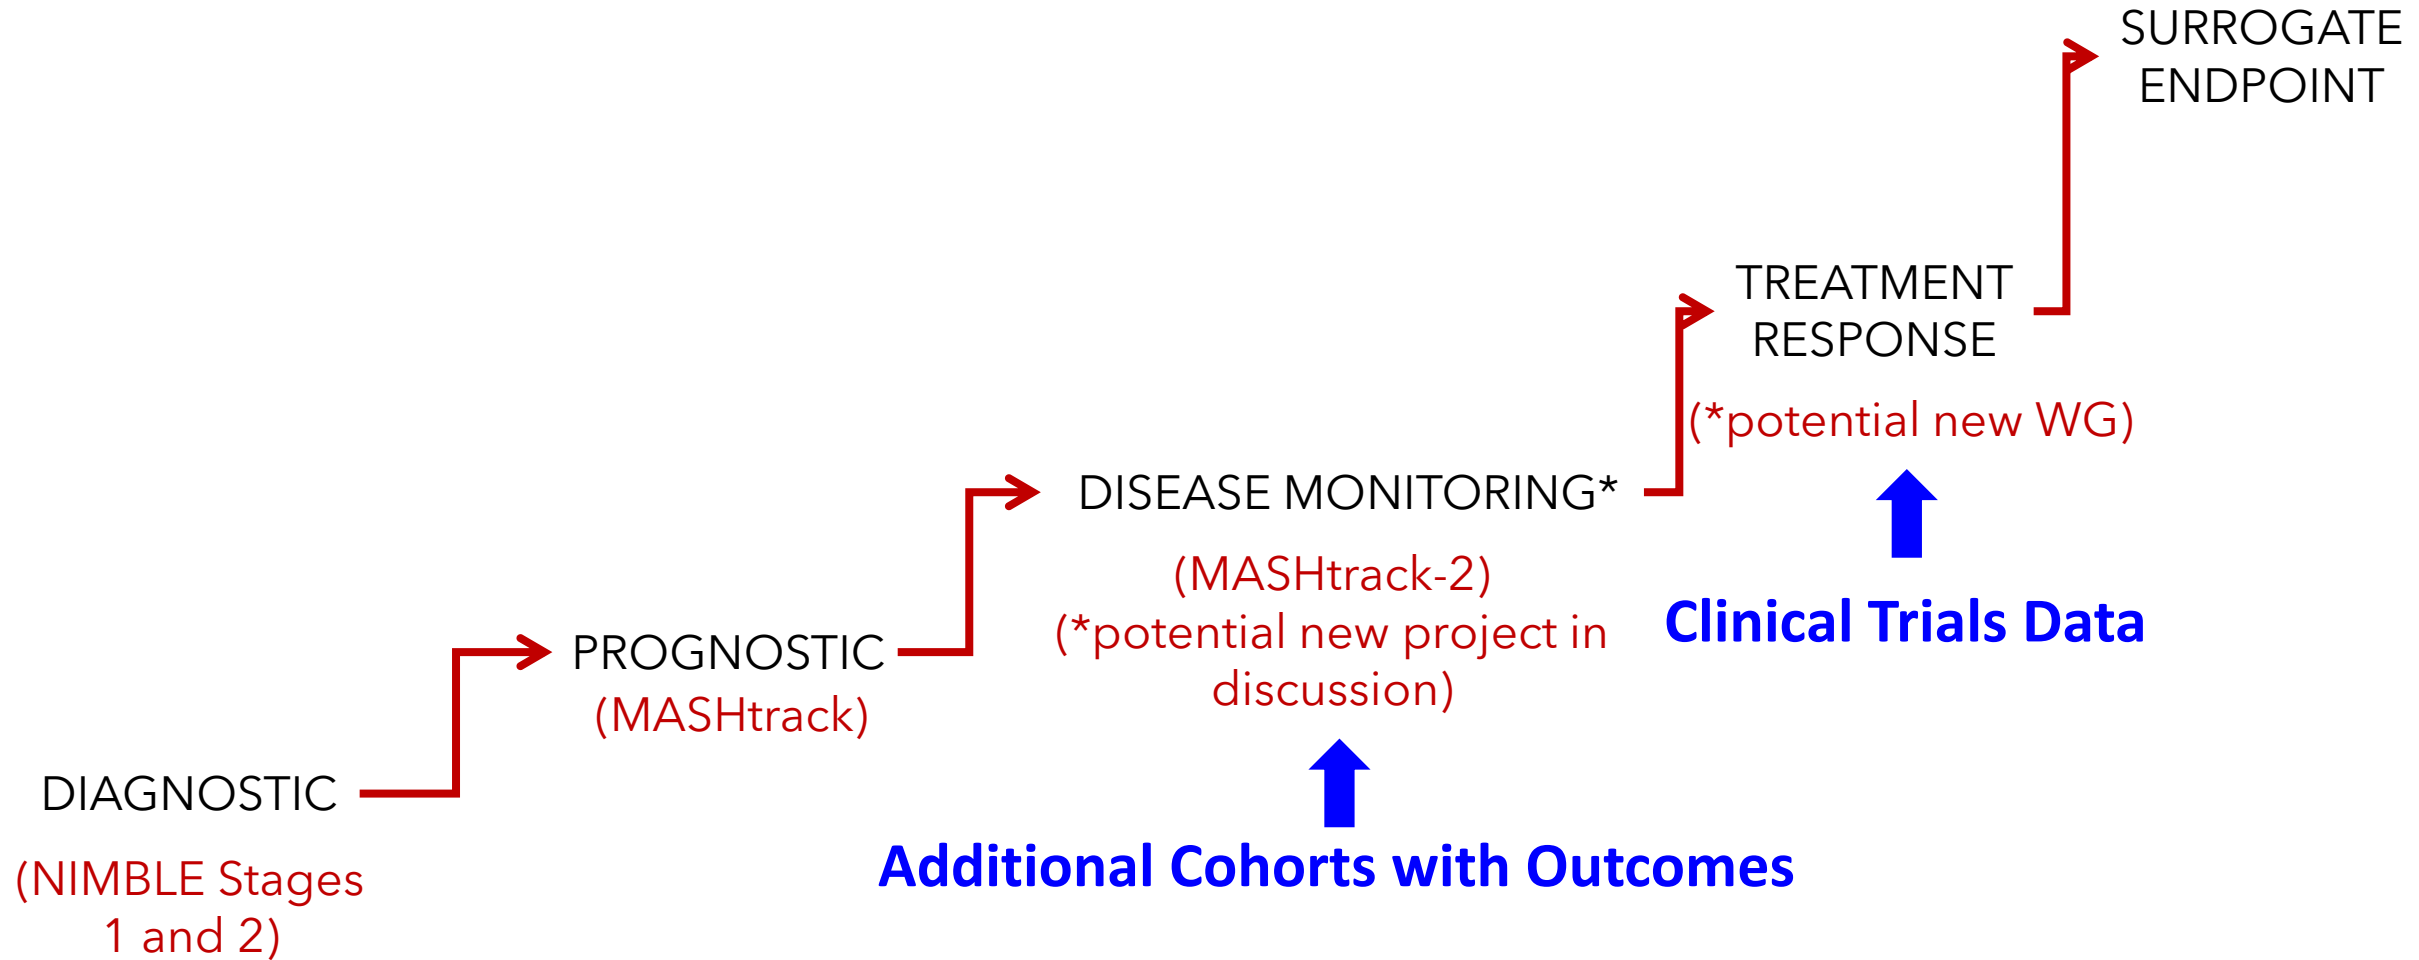 SURROGATE
ENDPOINT
TREATMENT
RESPONSE
(*potential new WG)
Clinical Trials Data
DISEASE MONITORING*
(MASHtrack-2)
(*potential new project in
discussion)
Additional Cohorts with Outcomes
PROGNOSTIC
(MASHtrack)
DIAGNOSTIC
(NIMBLE Stages
1 and 2)